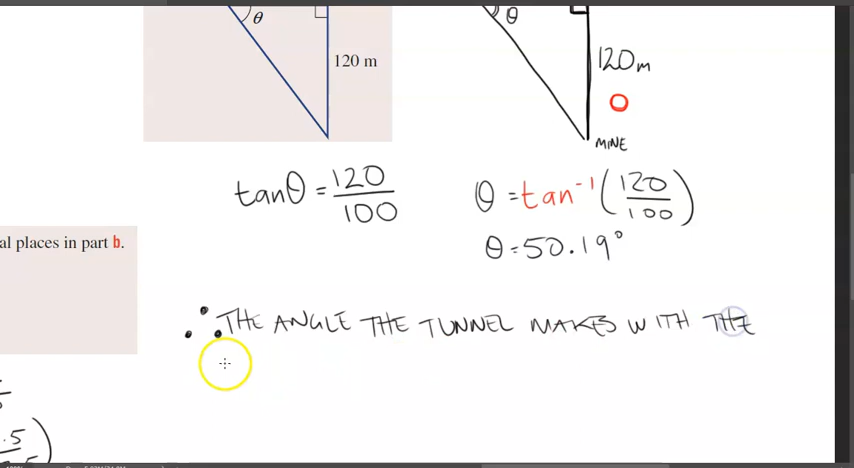 θ
θ
120 m
120m
O
MINE
tanθ = 120/100
θ = tan⁻¹(120/100)
θ = 50.19°
al places in part b.
∴ THE ANGLE THE TUNNEL MAKES WITH THE
.5